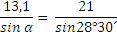 13,1/sin α = 21/sin28°30´